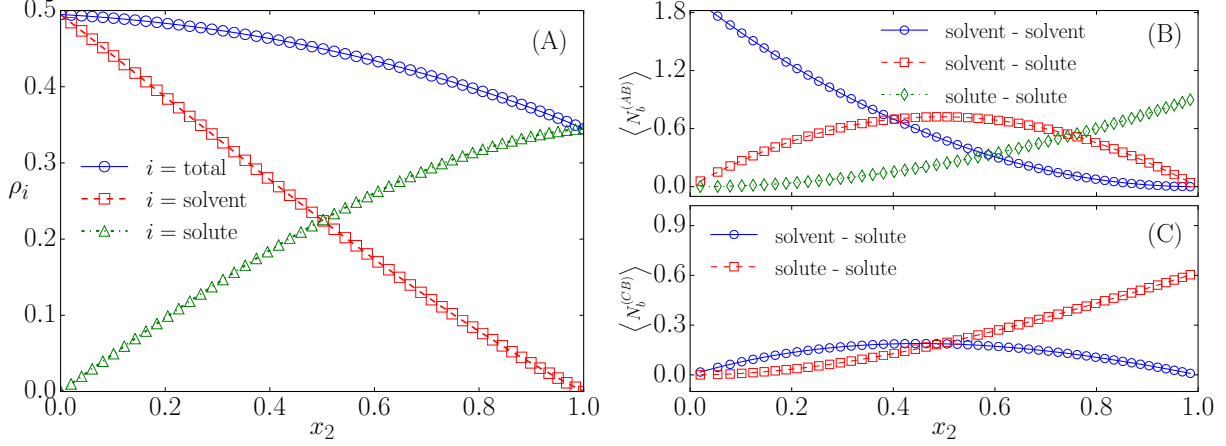 (A)
0.5
0.4
0.3
0.2
0.1
0.0
ρ_i
i = total
i = solvent
i = solute
0.0 0.2 0.4 0.6 0.8 1.0
x_2
(B)
1.8
1.2
0.6
0.0
⟨N_b^{(AB)}⟩
solvent - solvent
solvent - solute
solute - solute
(C)
0.9
0.6
0.3
0.0
⟨N_b^{(CB)}⟩
solvent - solute
solute - solute
0.0 0.2 0.4 0.6 0.8 1.0
x_2